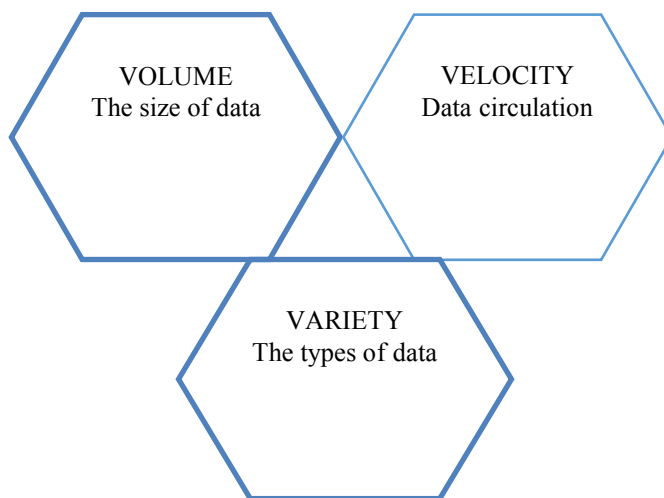 VOLUME
The size of data
VELOCITY
Data circulation
VARIETY
The types of data